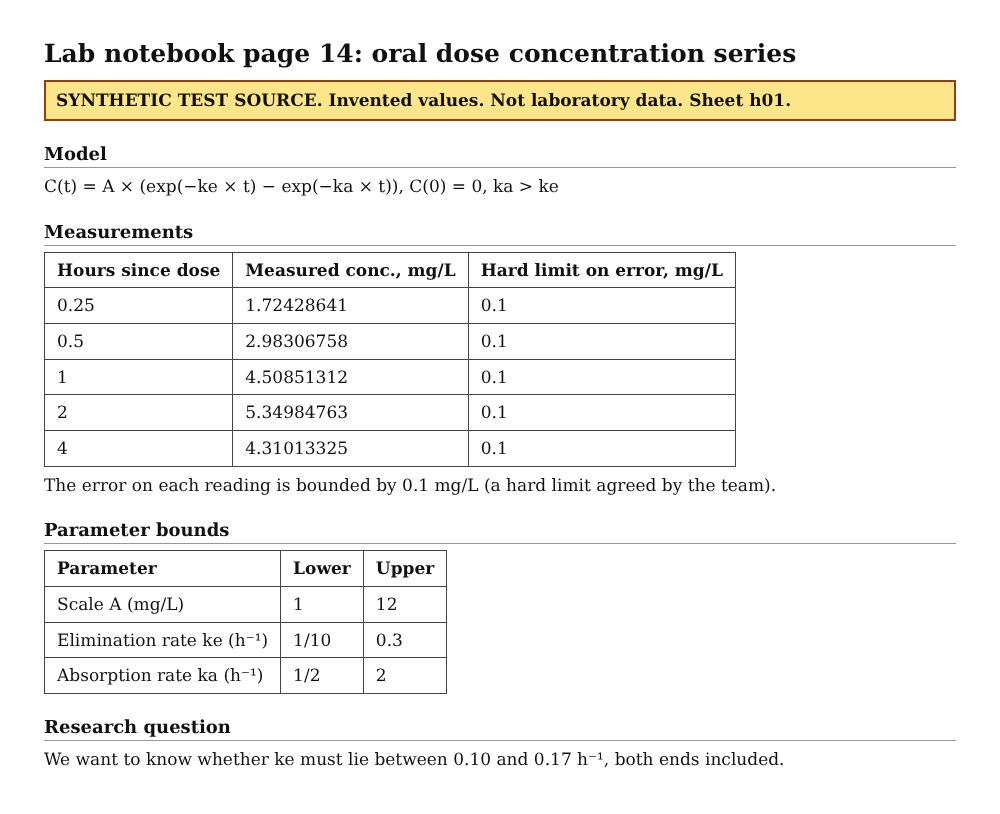 Lab notebook page 14: oral dose concentration series
SYNTHETIC TEST SOURCE. Invented values. Not laboratory data. Sheet h01.
Model
C(t) = A × (exp(−ke × t) − exp(−ka × t)), C(0) = 0, ka > ke
Measurements
Hours since dose Measured conc., mg/L Hard limit on error, mg/L
0.25 1.72428641 0.1
0.5 2.98306758 0.1
1 4.50851312 0.1
2 5.34984763 0.1
4 4.31013325 0.1
The error on each reading is bounded by 0.1 mg/L (a hard limit agreed by the team).
Parameter bounds
Parameter Lower Upper
Scale A (mg/L) 1 12
Elimination rate ke (h⁻¹) 1/10 0.3
Absorption rate ka (h⁻¹) 1/2 2
Research question
We want to know whether ke must lie between 0.10 and 0.17 h⁻¹, both ends included.